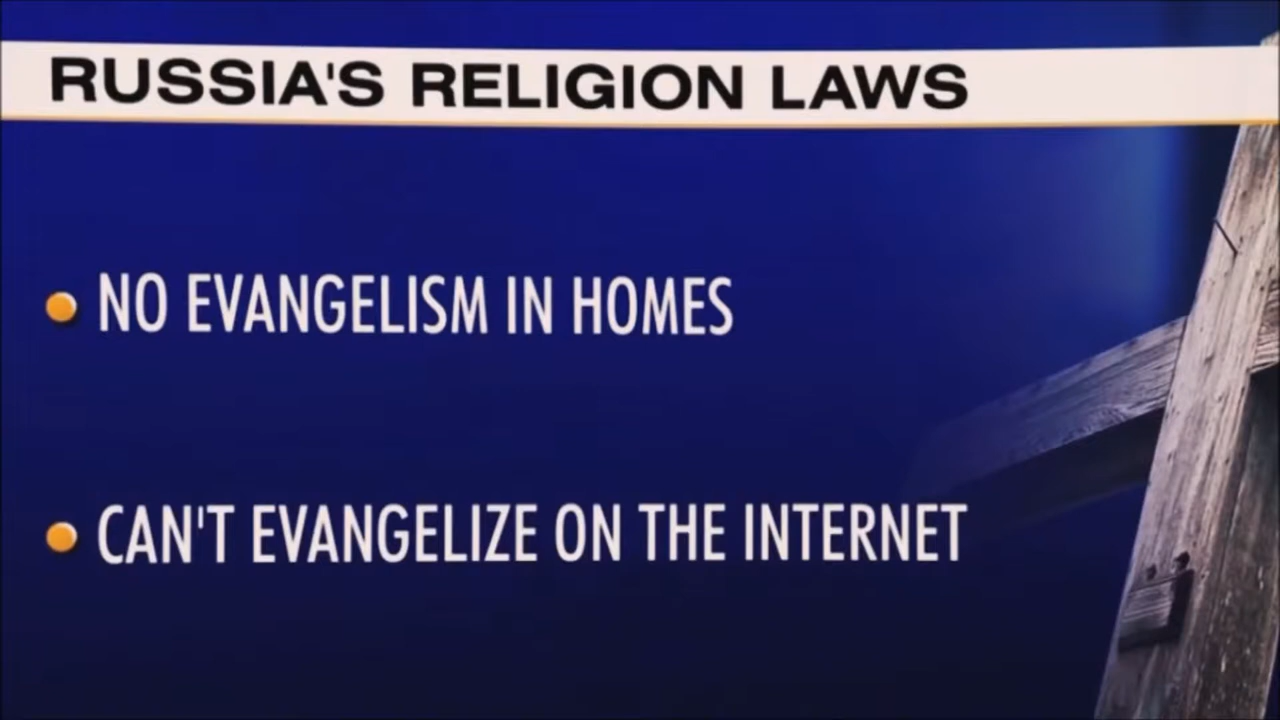 RUSSIA'S RELIGION LAWS
NO EVANGELISM IN HOMES
CAN'T EVANGELIZE ON THE INTERNET